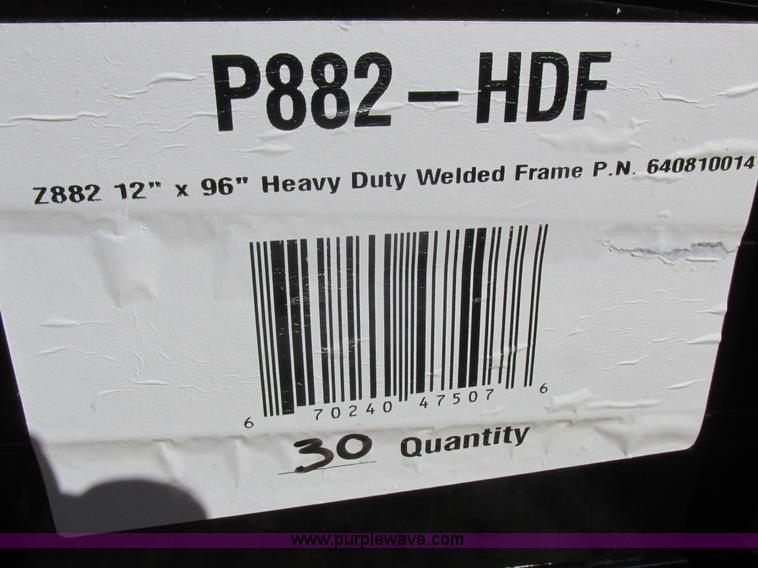 P882-HDF
Z882 12" x 96" Heavy Duty Welded Frame P.N. 640810014
6 70240 47507 6
30 Quantity
www.purplewave.com